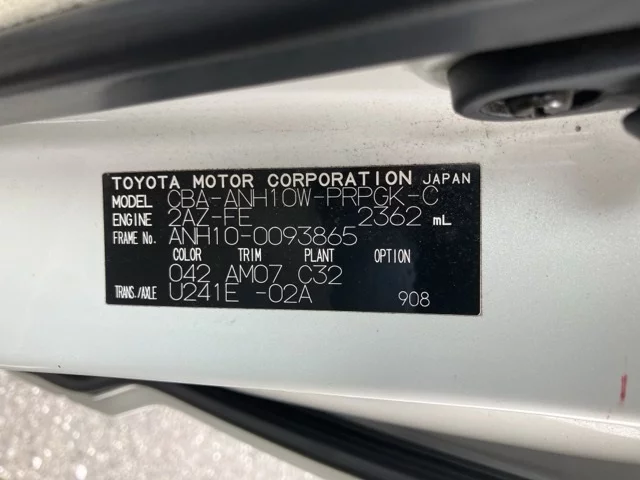 TOYOTA MOTOR CORPORATION JAPAN
MODEL CBA-ANH10W-PRPGK-C
ENGINE 2AZ-FE 2362 mL
FRAME No. ANH10-0093865
COLOR TRIM PLANT OPTION
042 AM07 C32
TRANS./AXLE U241E -02A 908